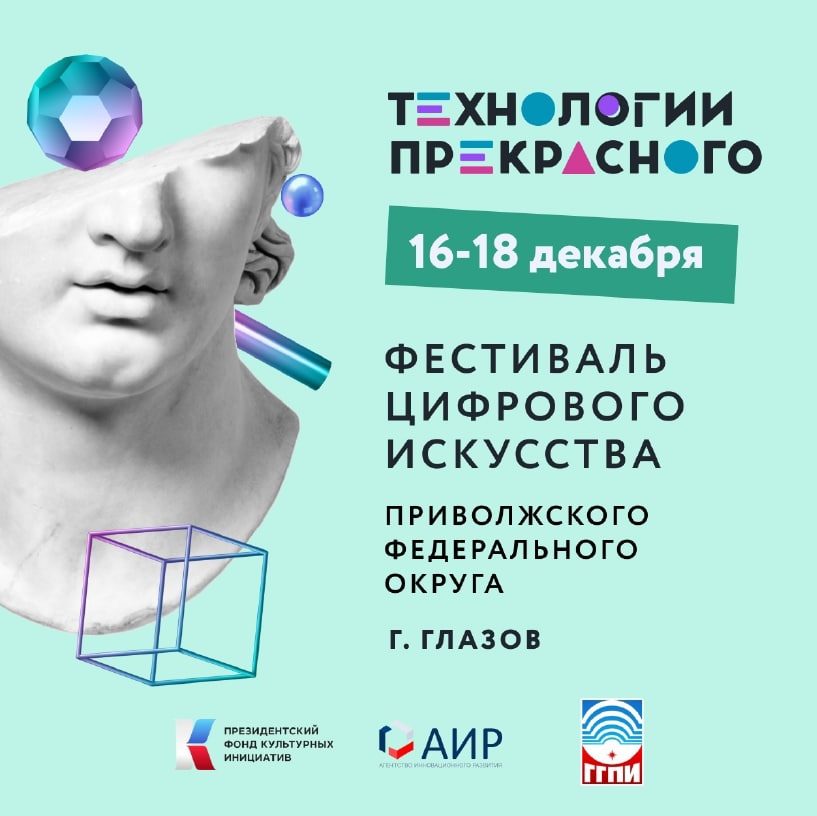 ТЕХНОЛОГИИ
ПРЕКРАСНОГО
16-18 декабря
ФЕСТИВАЛЬ
ЦИФРОВОГО
ИСКУССТВА
ПРИВОЛЖСКОГО
ФЕДЕРАЛЬНОГО
ОКРУГА
Г. ГЛАЗОВ
ПРЕЗИДЕНТСКИЙ
ФОНД КУЛЬТУРНЫХ
ИНИЦИАТИВ
АИР
АГЕНТСТВО ИННОВАЦИОННОГО РАЗВИТИЯ
ГГПИ